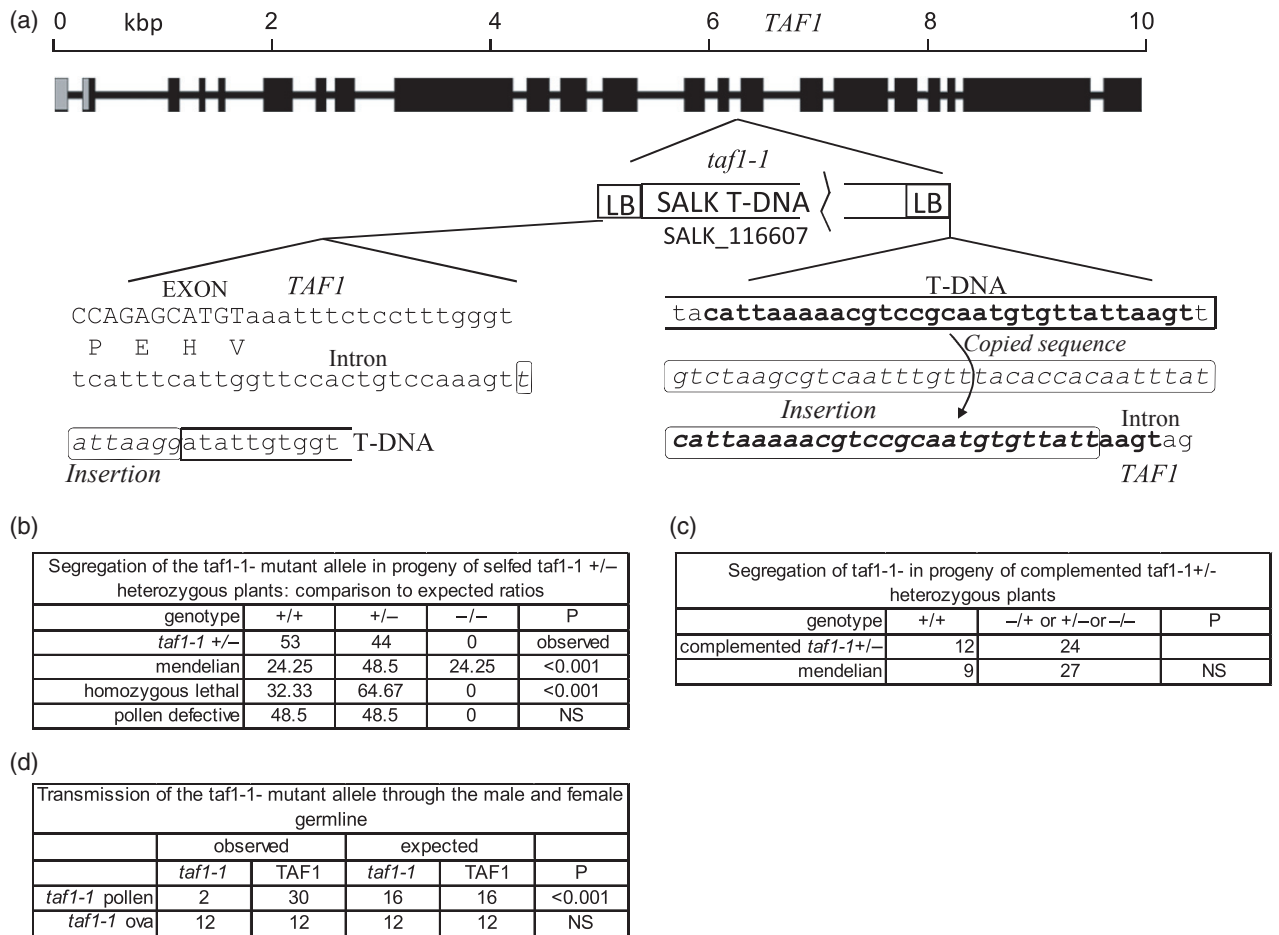 (a)
0 kbp 2 4 6 TAF1 8 10
taf1-1
LB SALK T-DNA LB
SALK_116607
EXON TAF1
CCAGAGCATGTaaatttctcctttgggt
P E H V
Intron
tcatttcattggttccactgtccaaagtt
attaaggatattgtggt T-DNA
Insertion
T-DNA
tacattaaaaacgtccgcaatgtgttattaagtt
Copied sequence
gtctaagcgtcaatttgtttacaccacaatttat
Insertion Intron
cattaaaaacgtccgcaatgtgttattaagtag
TAF1
(b)
Segregation of the taf1-1- mutant allele in progeny of selfed taf1-1 +/–
heterozygous plants: comparison to expected ratios
genotype +/+ +/– –/– P
taf1-1 +/– 53 44 0 observed
mendelian 24.25 48.5 24.25 <0.001
homozygous lethal 32.33 64.67 0 <0.001
pollen defective 48.5 48.5 0 NS
(c)
Segregation of taf1-1- in progeny of complemented taf1-1+/-
heterozygous plants
genotype +/+ –/+ or +/–or–/– P
complemented taf1-1+/– 12 24
mendelian 9 27 NS
(d)
Transmission of the taf1-1- mutant allele through the male and female
germline
observed expected
taf1-1 TAF1 taf1-1 TAF1 P
taf1-1 pollen 2 30 16 16 <0.001
taf1-1 ova 12 12 12 12 NS